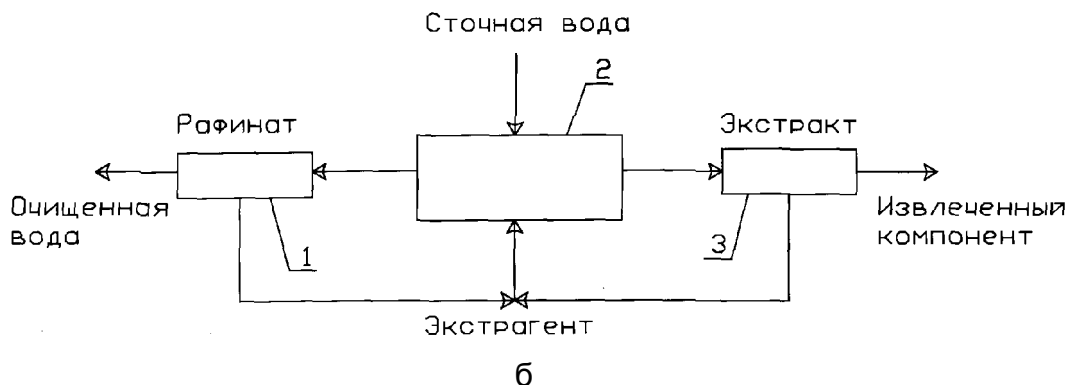 Сточная вода
2
Рафинат
Экстракт
Очищенная
вода
1
3
Извлеченный
компонент
Экстрагент
б